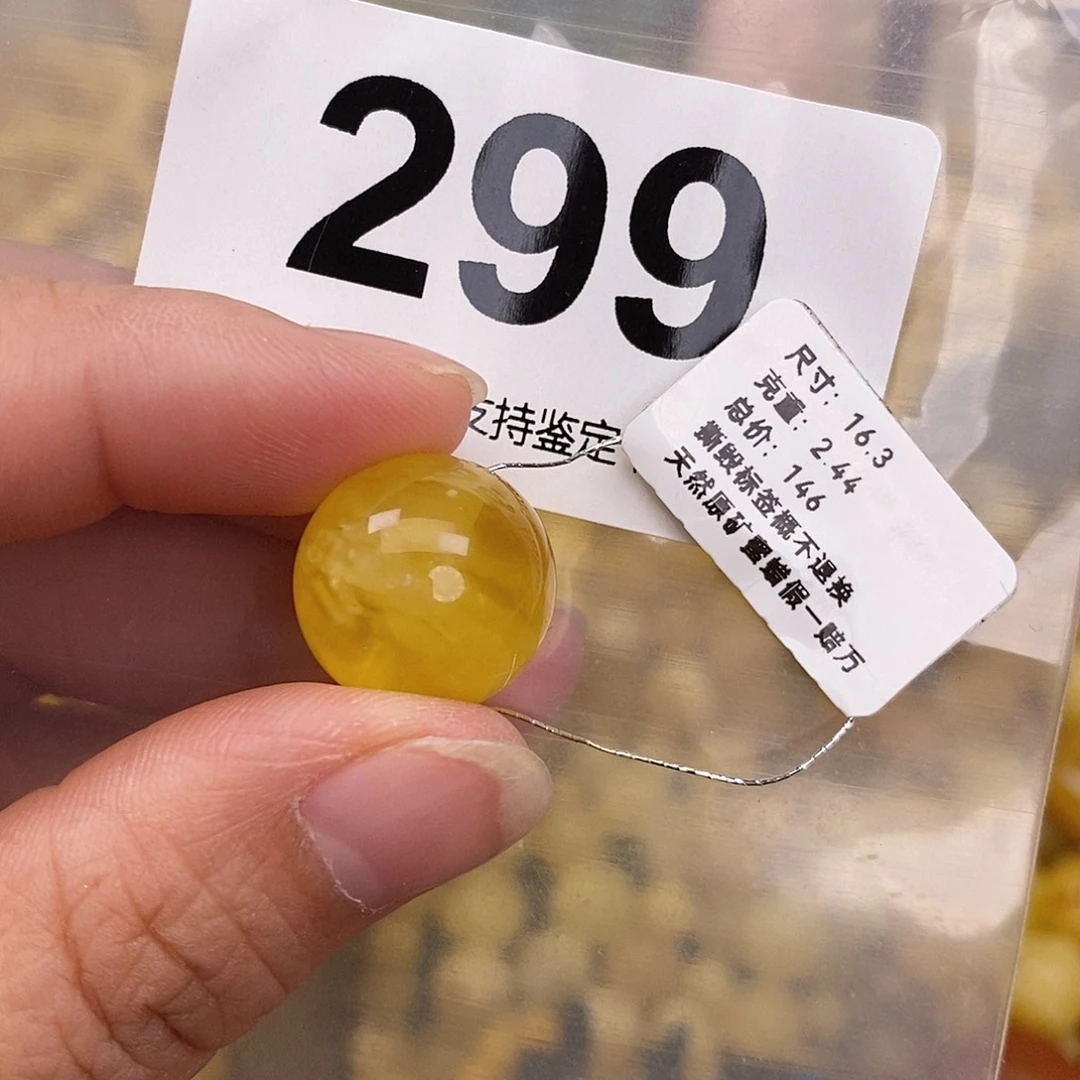 299
支持鉴定
尺寸: 16.3
克重: 2.44
总价: 146
撕毁标签概不退换
天然原矿蜜蜡假一赔万